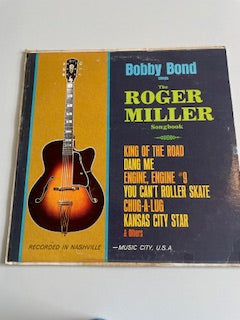 Bobby Bond
SINGS
The
ROGER
MILLER
Songbook
KING OF THE ROAD
DANG ME
ENGINE, ENGINE #9
YOU CAN'T ROLLER SKATE
CHUG-A-LUG
KANSAS CITY STAR
& Others
RECORDED IN NASHVILLE —MUSIC CITY, U.S.A.